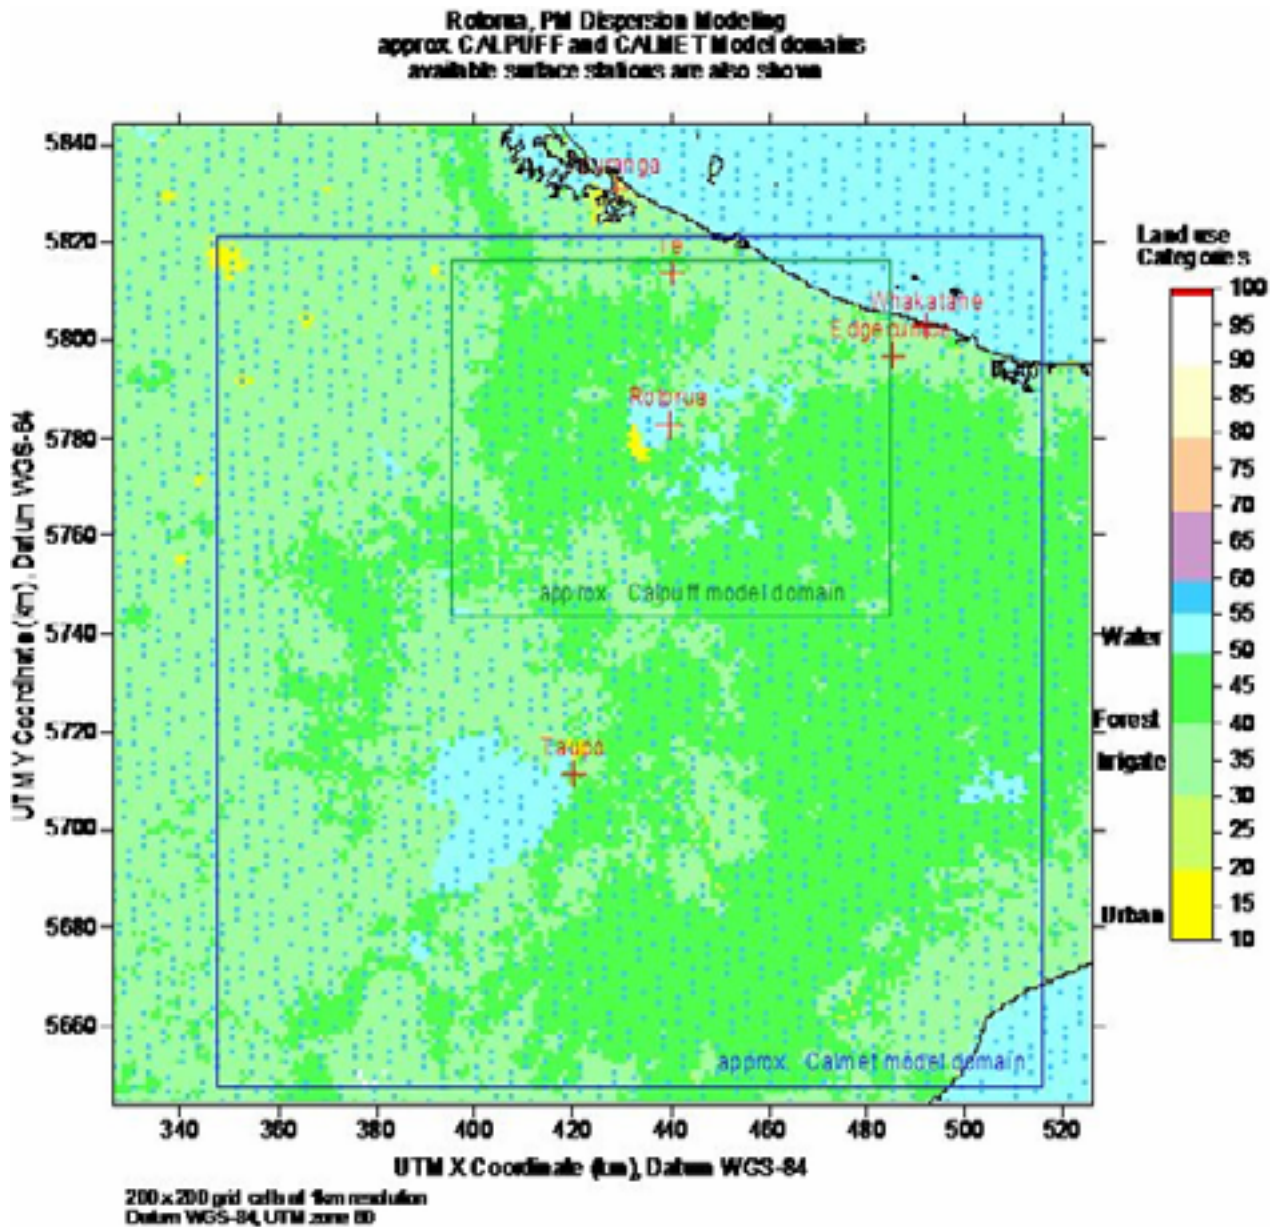 Rotorua, PM Dispersion Modeling
approx. CALPUFF and CALMET Model domains
available surface stations are also shown
5840
5820
5800
5780
5760
5740
5720
5700
5680
5660
UTM Y Coordinate (km), Datum WGS-84
Te
Whakatane
Rotorua
approx. Calpuff model domain
Taupo
approx. Calmet model domain
340
360
380
400
420
440
460
480
500
520
UTM X Coordinate (km), Datum WGS-84
200 x 200 grid cells of 1km resolution
Datum WGS-84, UTM zone 60
Land use
Categories
100
95
90
85
80
75
70
65
60
55
Water
50
45
Forest
40
Irrigate
35
30
25
20
Urban
15
10